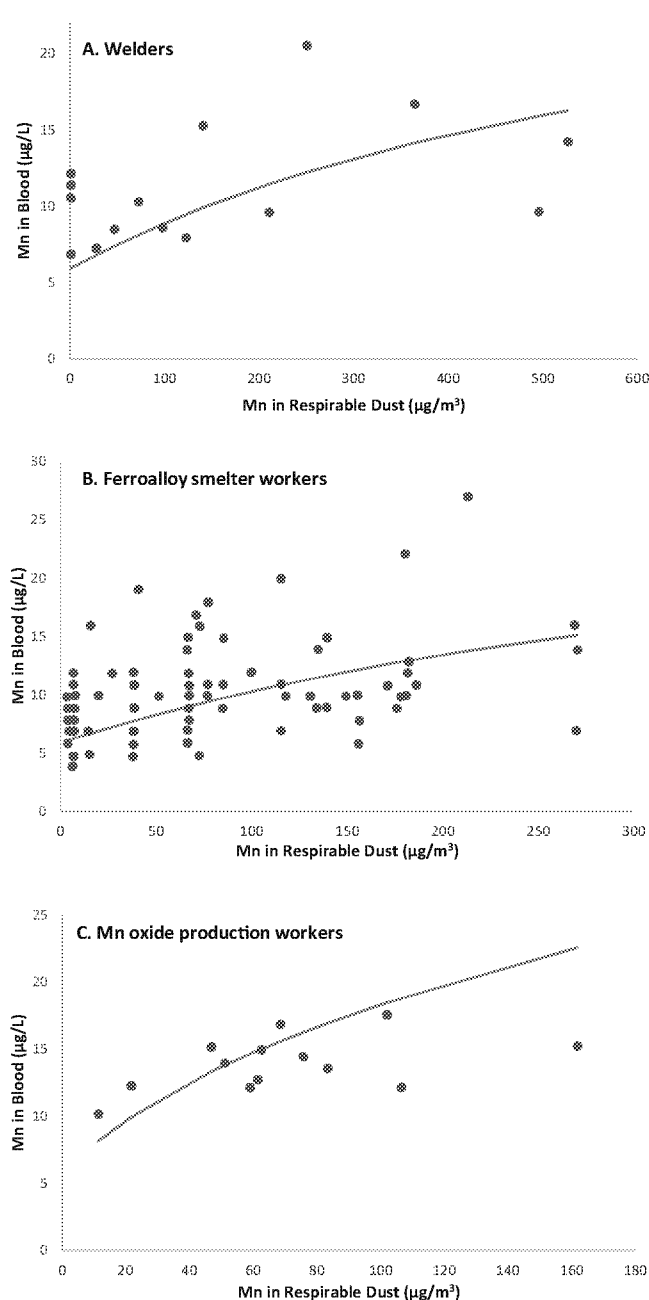 A. Welders
20
15
10
5
0
Mn in Blood (µg/L)
0 100 200 300 400 500 600
Mn in Respirable Dust (µg/m³)
B. Ferroalloy smelter workers
30
25
20
15
10
5
0
Mn in Blood (µg/L)
0 50 100 150 200 250 300
Mn in Respirable Dust (µg/m³)
C. Mn oxide production workers
25
20
15
10
5
0
Mn in Blood (µg/L)
0 20 40 60 80 100 120 140 160 180
Mn in Respirable Dust (µg/m³)